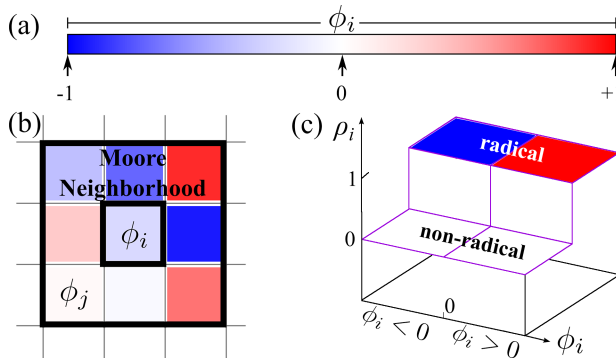 (a)
ϕᵢ
-1
0
+
(b)
Moore
Neighborhood
ϕᵢ
ϕⱼ
(c)
ρᵢ
radical
1
non-radical
0
0
ϕᵢ < 0
ϕᵢ > 0
ϕᵢ